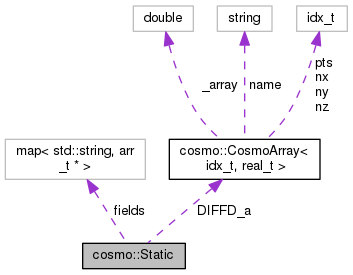 double
string
idx_t
_array
name
pts
nx
ny
nz
map< std::string, arr
_t * >
cosmo::CosmoArray<
idx_t, real_t >
fields
DIFFD_a
cosmo::Static